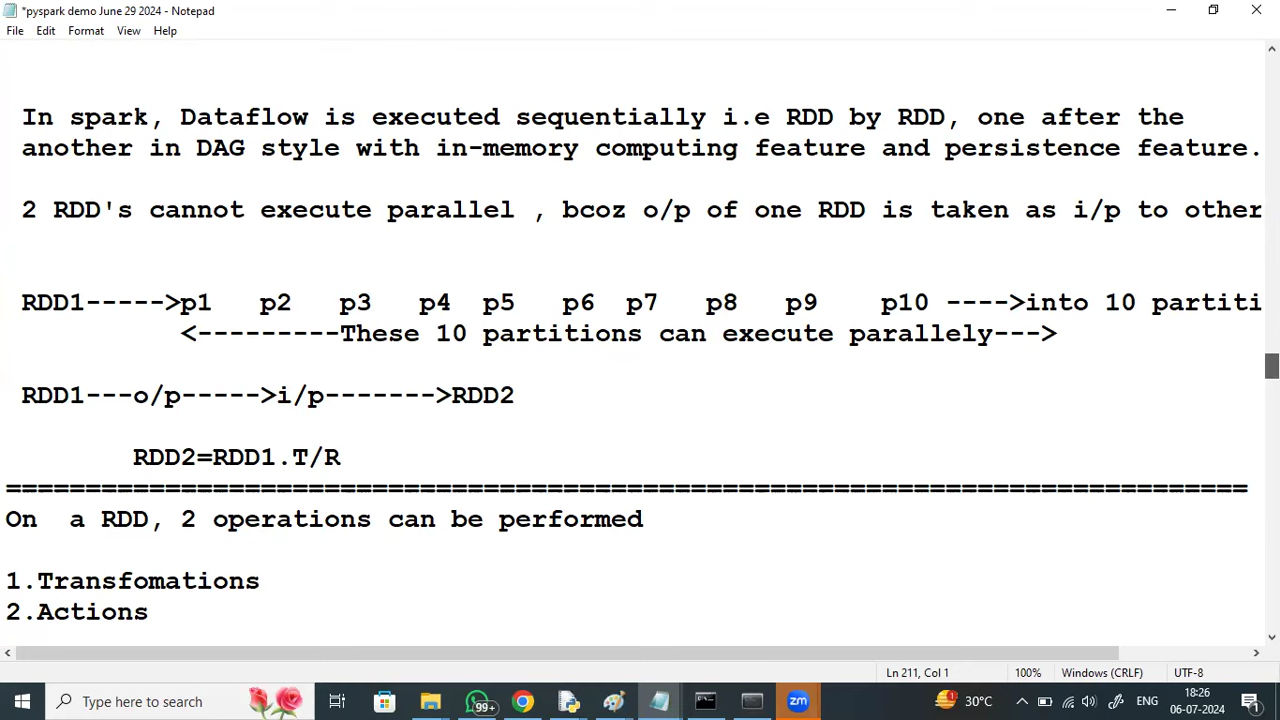 *pyspark demo June 29 2024 - Notepad
File Edit Format View Help
In spark, Dataflow is executed sequentially i.e RDD by RDD, one after the
another in DAG style with in-memory computing feature and persistence feature.
2 RDD's cannot execute parallel , bcoz o/p of one RDD is taken as i/p to other
RDD1----->p1 p2 p3 p4 p5 p6 p7 p8 p9 p10 ---->into 10 partiti
<---------These 10 partitions can execute parallely--->
RDD1---o/p----->i/p------->RDD2
RDD2=RDD1.T/R
==============================================================================
On a RDD, 2 operations can be performed
1.Transfomations
2.Actions
Ln 211, Col 1 100% Windows (CRLF) UTF-8
Type here to search 99+ zm 1 30°C ENG 18:26 1
06-07-2024